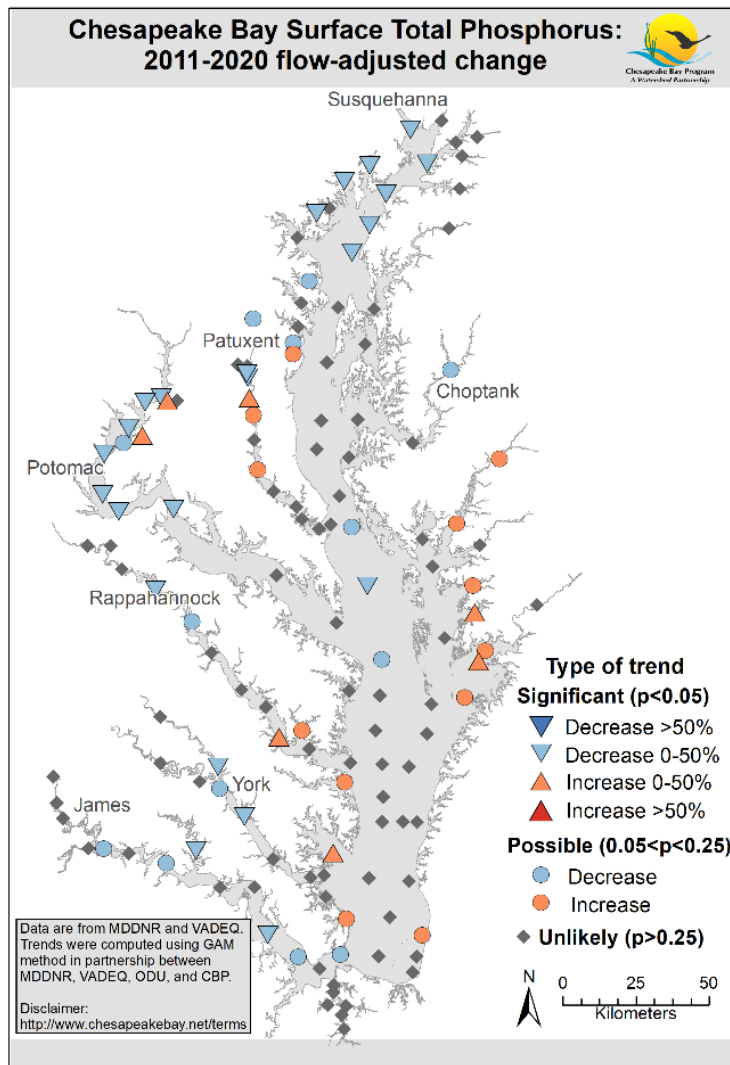 Chesapeake Bay Surface Total Phosphorus:
2011-2020 flow-adjusted change
Chesapeake Bay Program
A Watershed Partnership
Susquehanna
Patuxent
Choptank
Potomac
Rappahannock
York
James
Type of trend
Significant (p<0.05)
Decrease >50%
Decrease 0-50%
Increase 0-50%
Increase >50%
Possible (0.05<p<0.25)
Decrease
Increase
Unlikely (p>0.25)
Data are from MDDNR and VADEQ.
Trends were computed using GAM
method in partnership between
MDDNR, VADEQ, ODU, and CBP.
Disclaimer:
http://www.chesapeakebay.net/terms
N
0 25 50
Kilometers